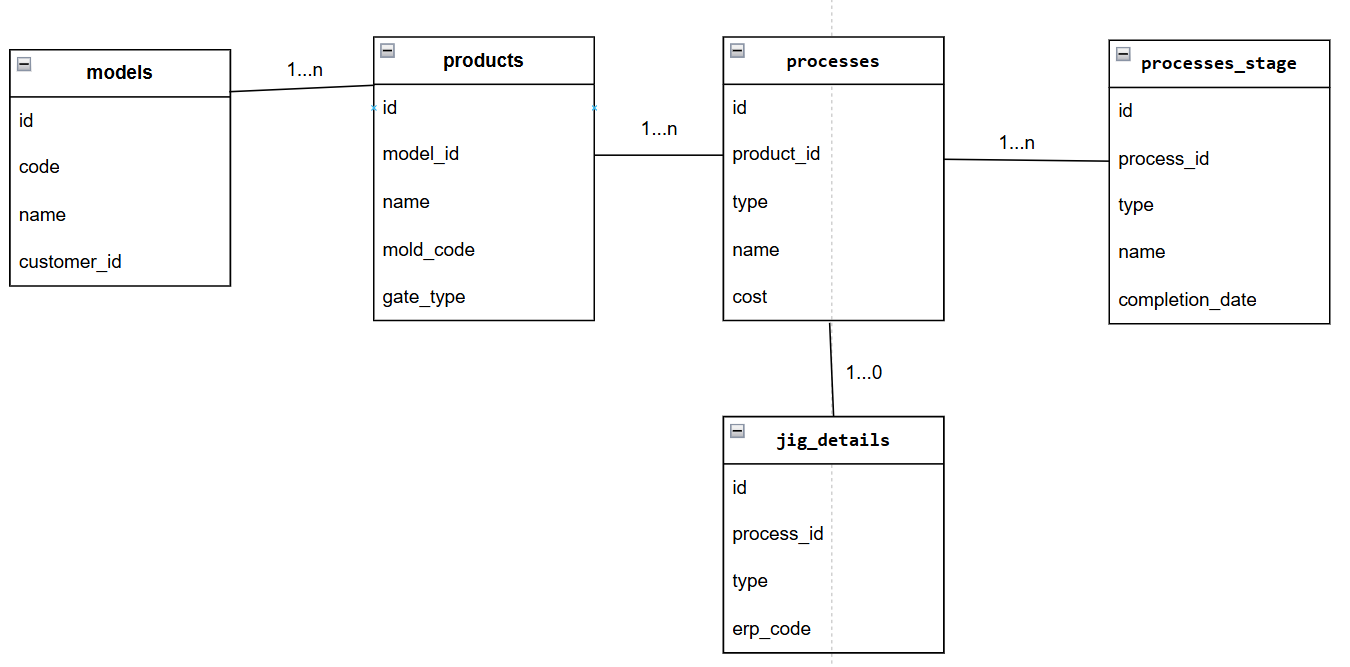 models
id
code
name
customer_id
1...n
products
id
model_id
name
mold_code
gate_type
1...n
processes
id
product_id
type
name
cost
1...n
processes_stage
id
process_id
type
name
completion_date
1...0
jig_details
id
process_id
type
erp_code